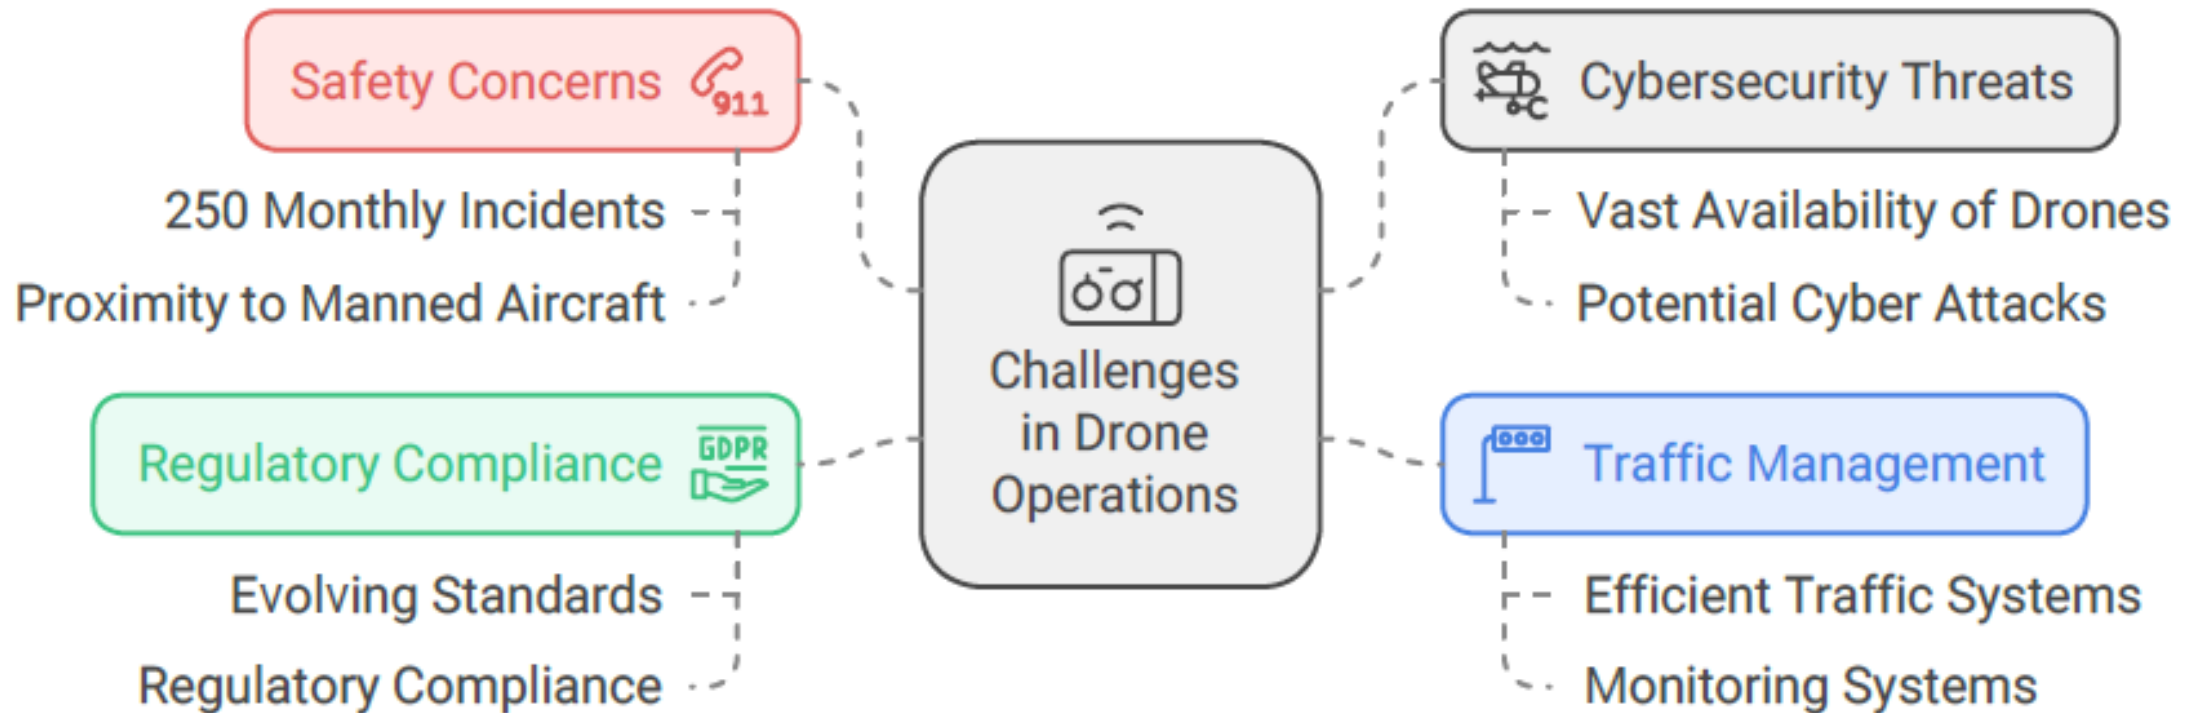 Safety Concerns
911
250 Monthly Incidents
Proximity to Manned Aircraft
Regulatory Compliance
GDPR
Evolving Standards
Regulatory Compliance
Challenges
in Drone
Operations
Cybersecurity Threats
Vast Availability of Drones
Potential Cyber Attacks
Traffic Management
Efficient Traffic Systems
Monitoring Systems